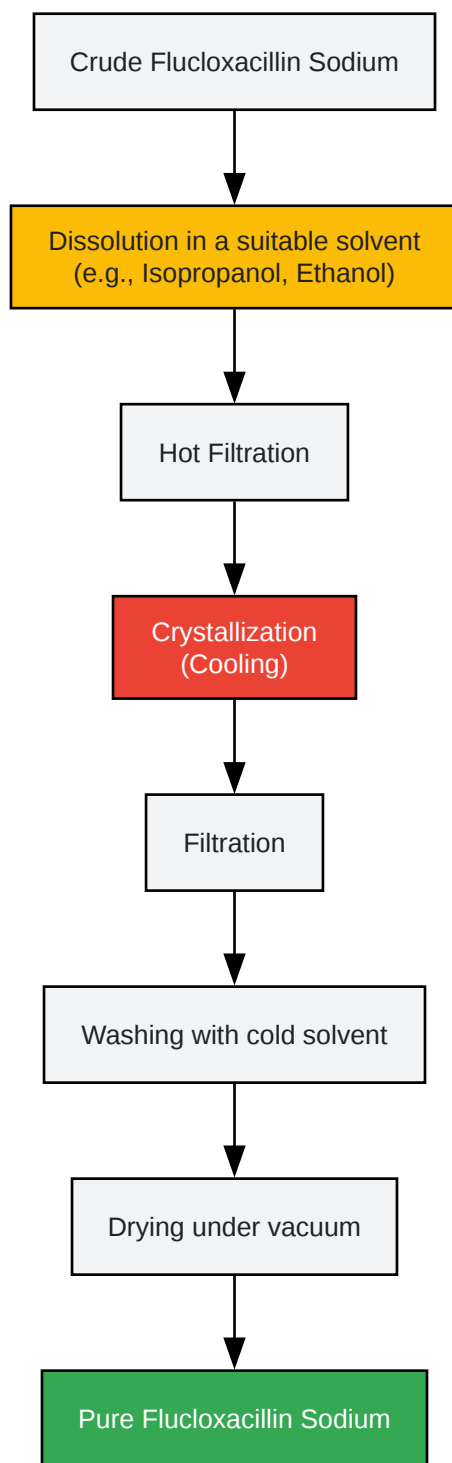 Crude Flucloxacillin Sodium
Dissolution in a suitable solvent
(e.g., Isopropanol, Ethanol)
Hot Filtration
Crystallization
(Cooling)
Filtration
Washing with cold solvent
Drying under vacuum
Pure Flucloxacillin Sodium